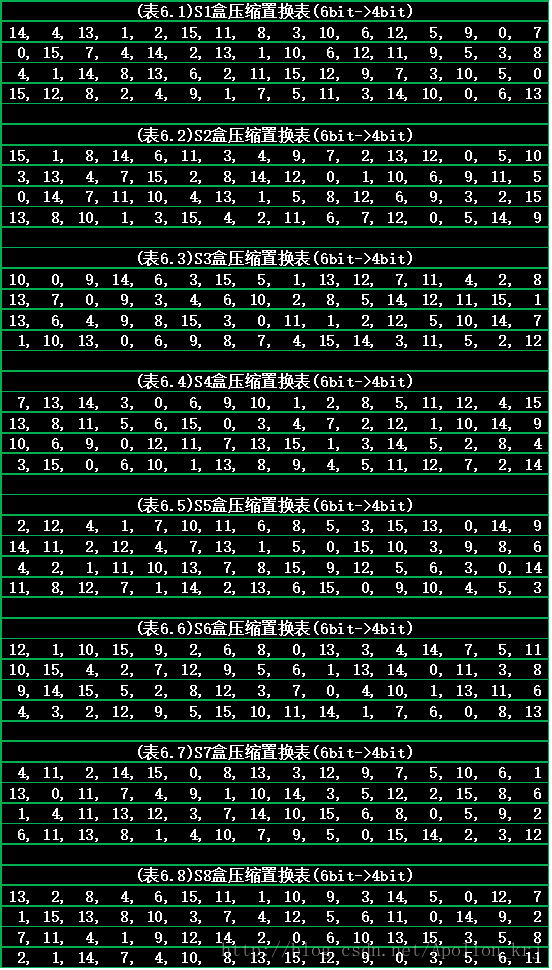 (表6.1)S1盒压缩置换表(6bit->4bit)
14, 4, 13, 1, 2, 15, 11, 8, 3, 10, 6, 12, 5, 9, 0, 7
0, 15, 7, 4, 14, 2, 13, 1, 10, 6, 12, 11, 9, 5, 3, 8
4, 1, 14, 8, 13, 6, 2, 11, 15, 12, 9, 7, 3, 10, 5, 0
15, 12, 8, 2, 4, 9, 1, 7, 5, 11, 3, 14, 10, 0, 6, 13
(表6.2)S2盒压缩置换表(6bit->4bit)
15, 1, 8, 14, 6, 11, 3, 4, 9, 7, 2, 13, 12, 0, 5, 10
3, 13, 4, 7, 15, 2, 8, 14, 12, 0, 1, 10, 6, 9, 11, 5
0, 14, 7, 11, 10, 4, 13, 1, 5, 8, 12, 6, 9, 3, 2, 15
13, 8, 10, 1, 3, 15, 4, 2, 11, 6, 7, 12, 0, 5, 14, 9
(表6.3)S3盒压缩置换表(6bit->4bit)
10, 0, 9, 14, 6, 3, 15, 5, 1, 13, 12, 7, 11, 4, 2, 8
13, 7, 0, 9, 3, 4, 6, 10, 2, 8, 5, 14, 12, 11, 15, 1
13, 6, 4, 9, 8, 15, 3, 0, 11, 1, 2, 12, 5, 10, 14, 7
1, 10, 13, 0, 6, 9, 8, 7, 4, 15, 14, 3, 11, 5, 2, 12
(表6.4)S4盒压缩置换表(6bit->4bit)
7, 13, 14, 3, 0, 6, 9, 10, 1, 2, 8, 5, 11, 12, 4, 15
13, 8, 11, 5, 6, 15, 0, 3, 4, 7, 2, 12, 1, 10, 14, 9
10, 6, 9, 0, 12, 11, 7, 13, 15, 1, 3, 14, 5, 2, 8, 4
3, 15, 0, 6, 10, 1, 13, 8, 9, 4, 5, 11, 12, 7, 2, 14
(表6.5)S5盒压缩置换表(6bit->4bit)
2, 12, 4, 1, 7, 10, 11, 6, 8, 5, 3, 15, 13, 0, 14, 9
14, 11, 2, 12, 4, 7, 13, 1, 5, 0, 15, 10, 3, 9, 8, 6
4, 2, 1, 11, 10, 13, 7, 8, 15, 9, 12, 5, 6, 3, 0, 14
11, 8, 12, 7, 1, 14, 2, 13, 6, 15, 0, 9, 10, 4, 5, 3
(表6.6)S6盒压缩置换表(6bit->4bit)
12, 1, 10, 15, 9, 2, 6, 8, 0, 13, 3, 4, 14, 7, 5, 11
10, 15, 4, 2, 7, 12, 9, 5, 6, 1, 13, 14, 0, 11, 3, 8
9, 14, 15, 5, 2, 8, 12, 3, 7, 0, 4, 10, 1, 13, 11, 6
4, 3, 2, 12, 9, 5, 15, 10, 11, 14, 1, 7, 6, 0, 8, 13
(表6.7)S7盒压缩置换表(6bit->4bit)
4, 11, 2, 14, 15, 0, 8, 13, 3, 12, 9, 7, 5, 10, 6, 1
13, 0, 11, 7, 4, 9, 1, 10, 14, 3, 5, 12, 2, 15, 8, 6
1, 4, 11, 13, 12, 3, 7, 14, 10, 15, 6, 8, 0, 5, 9, 2
6, 11, 13, 8, 1, 4, 10, 7, 9, 5, 0, 15, 14, 2, 3, 12
(表6.8)S8盒压缩置换表(6bit->4bit)
13, 2, 8, 4, 6, 15, 11, 1, 10, 9, 3, 14, 5, 0, 12, 7
1, 15, 13, 8, 10, 3, 7, 4, 12, 5, 6, 11, 0, 14, 9, 2
7, 11, 4, 1, 9, 12, 14, 2, 0, 6, 10, 13, 15, 3, 5, 8
2, 1, 14, 7, 4, 10, 8, 13, 15, 12, 9, 0, 3, 5, 6, 11